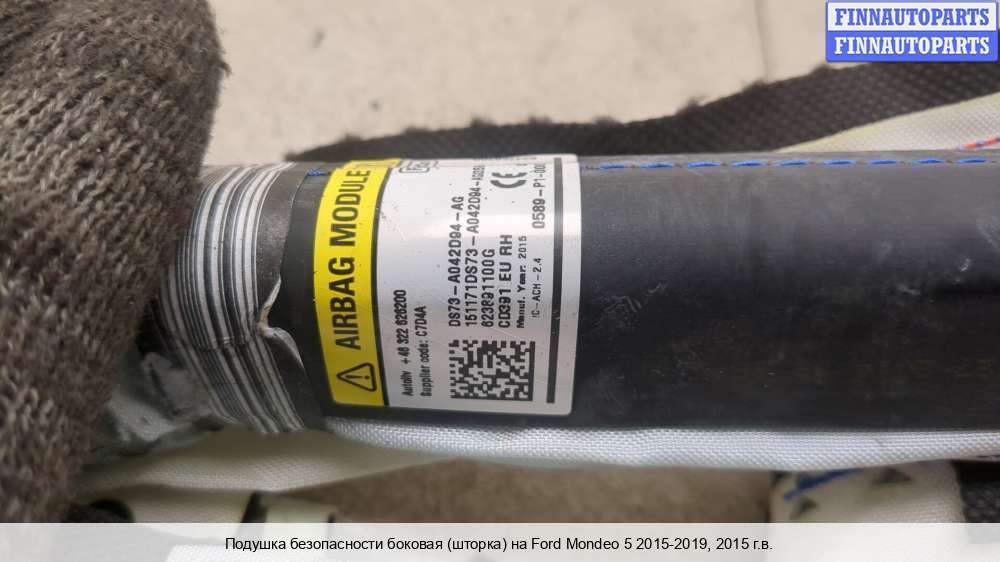 FINNAUTOPARTS
FINNAUTOPARTS
AIRBAG MODULE
Autoliv +46 322 626200
Supplier code: C7D4A
DS73-A042D94-AG
151171DS73-A042D94-AG
623891100G
CD391 EU RH
Manuf. Year: 2015
IC-ACH-2.4
CE
0589-P1-00
Подушка безопасности боковая (шторка) на Ford Mondeo 5 2015-2019, 2015 г.в.